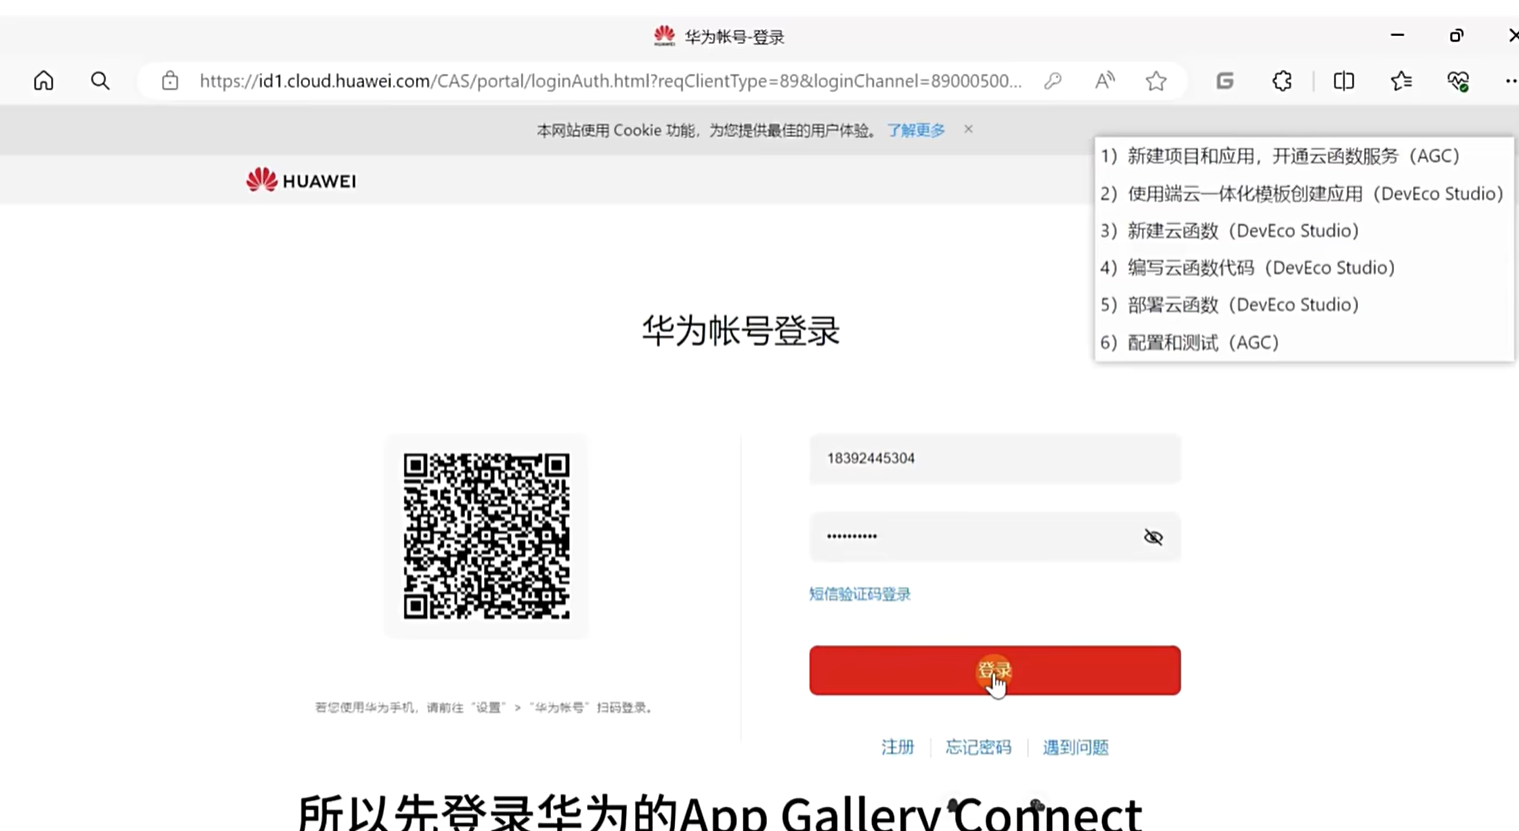 华为帐号-登录
https://id1.cloud.huawei.com/CAS/portal/loginAuth.html?reqClientType=89&loginChannel=89000500...
本网站使用 Cookie 功能，为您提供最佳的用户体验。 了解更多 ×
HUAWEI
1）新建项目和应用，开通云函数服务（AGC）
2）使用端云一体化模板创建应用（DevEco Studio）
3）新建云函数（DevEco Studio）
4）编写云函数代码（DevEco Studio）
5）部署云函数（DevEco Studio）
6）配置和测试（AGC）
华为帐号登录
18392445304
••••••••••
短信验证码登录
登录
若您使用华为手机，请前往“设置” > “华为帐号” 扫码登录。
注册 | 忘记密码 | 遇到问题
所以先登录华为的App Gallery Connect